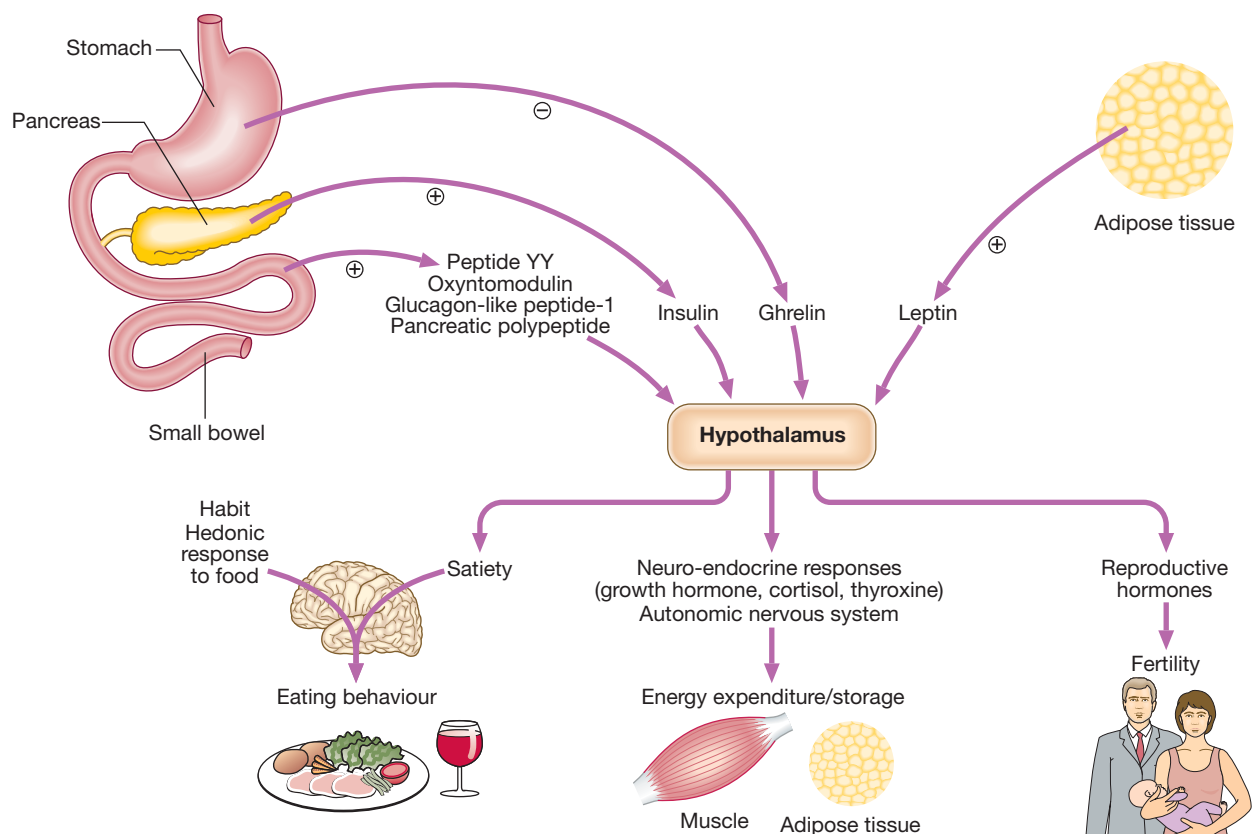 Stomach
Pancreas
−
+
+
Peptide YY
Oxyntomodulin
Glucagon-like peptide-1
Pancreatic polypeptide
Insulin
Ghrelin
Leptin
+
Adipose tissue
Small bowel
Hypothalamus
Habit
Hedonic
response
to food
Satiety
Eating behaviour
Neuro-endocrine responses
(growth hormone, cortisol, thyroxine)
Autonomic nervous system
Energy expenditure/storage
Muscle
Adipose tissue
Reproductive
hormones
Fertility